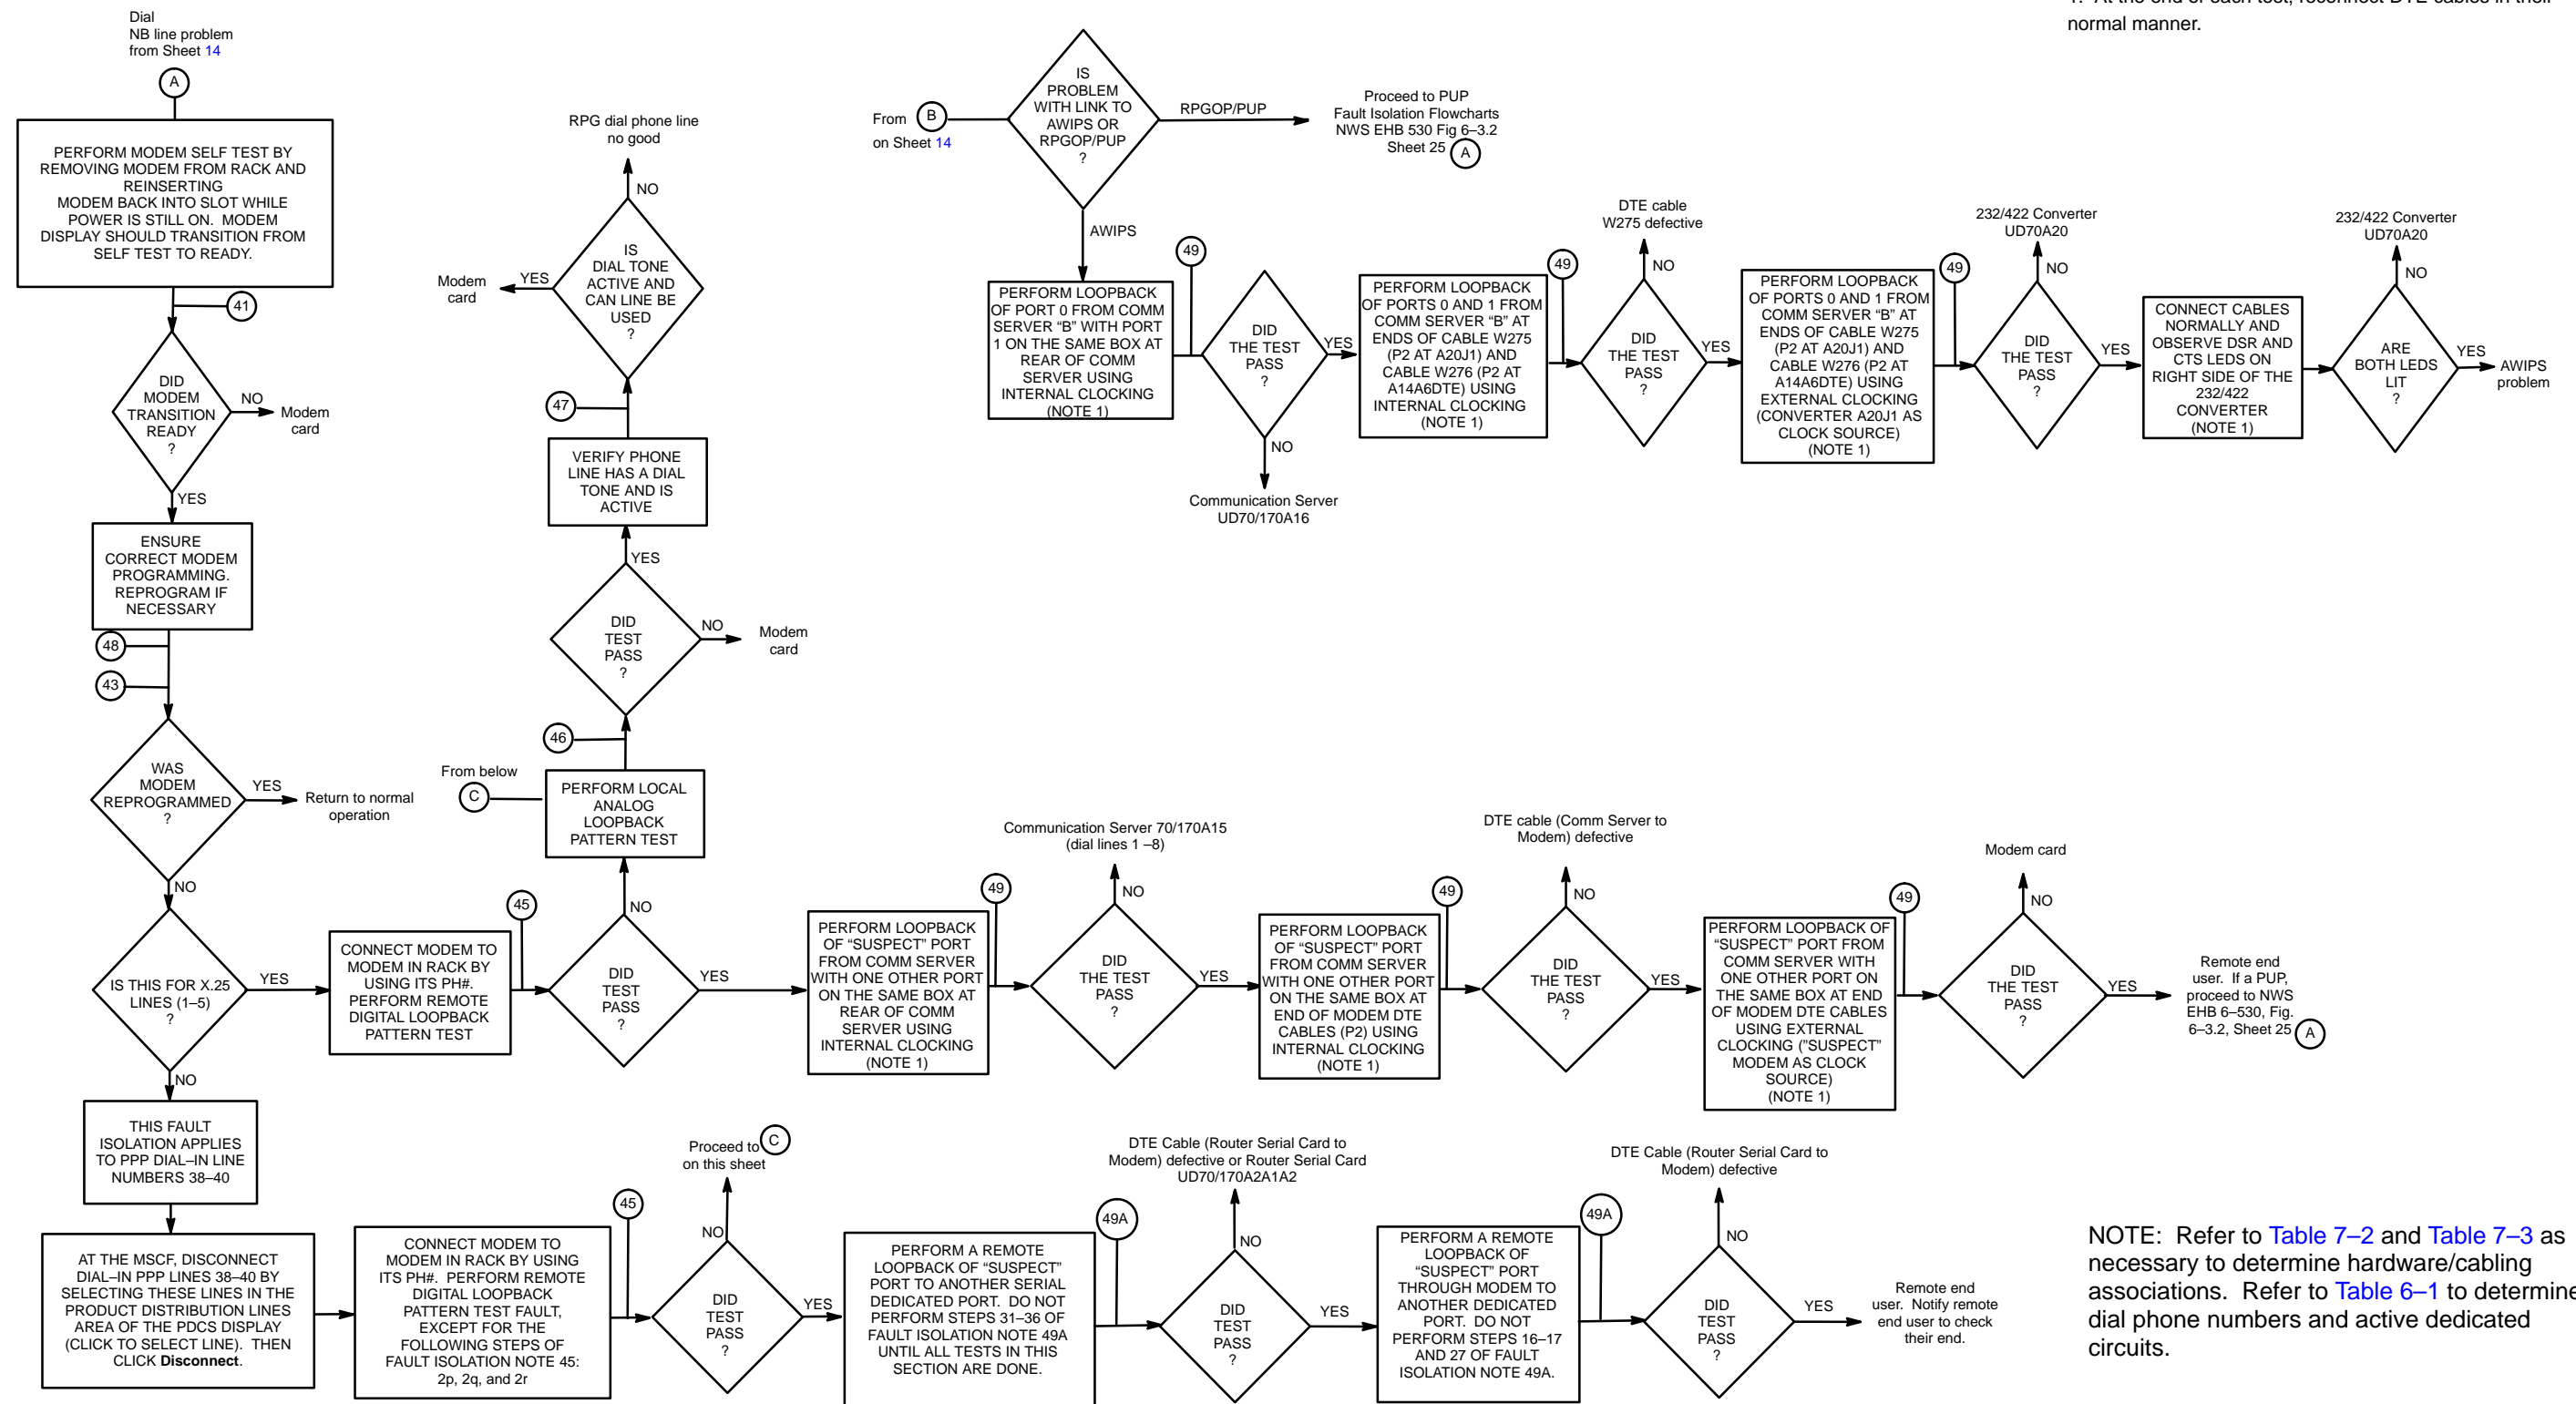 Dial
NB line problem
from Sheet 14
A
PERFORM MODEM SELF TEST BY
REMOVING MODEM FROM RACK AND
REINSERTING
MODEM BACK INTO SLOT WHILE
POWER IS STILL ON.  MODEM
DISPLAY SHOULD TRANSITION FROM
SELF TEST TO READY.
41
DID
MODEM
TRANSITION
READY
?
NO
Modem
card
YES
ENSURE
CORRECT MODEM
PROGRAMMING.
REPROGRAM IF
NECESSARY
48
43
WAS
MODEM
REPROGRAMMED
?
YES
Return to normal
operation
NO
IS THIS FOR X.25
LINES (1–5)
?
YES
NO
THIS FAULT
ISOLATION APPLIES
TO PPP DIAL–IN LINE
NUMBERS 38–40
AT THE MSCF, DISCONNECT
DIAL–IN PPP LINES 38–40 BY
SELECTING THESE LINES IN THE
PRODUCT DISTRIBUTION LINES
AREA OF THE PDCS DISPLAY
(CLICK TO SELECT LINE).  THEN
CLICK Disconnect.
RPG dial phone line
no good
NO
IS
DIAL TONE
ACTIVE AND
CAN LINE BE
USED
?
YES
Modem
card
47
VERIFY PHONE
LINE HAS A DIAL
TONE AND IS
ACTIVE
YES
DID
TEST
PASS
?
NO
Modem
card
46
From below
C
PERFORM LOCAL
ANALOG
LOOPBACK
PATTERN TEST
NO
CONNECT MODEM TO
MODEM IN RACK BY
USING ITS PH#.
PERFORM REMOTE
DIGITAL LOOPBACK
PATTERN TEST
45
DID
TEST
PASS
?
YES
PERFORM LOOPBACK
OF “SUSPECT” PORT
FROM COMM SERVER
WITH ONE OTHER PORT
ON THE SAME BOX AT
REAR OF COMM
SERVER USING
INTERNAL CLOCKING
(NOTE 1)
49
Communication Server 70/170A15
(dial lines 1 –8)
NO
DID
THE TEST
PASS
?
YES
PERFORM LOOPBACK
OF “SUSPECT” PORT
FROM COMM SERVER
WITH ONE OTHER PORT
ON THE SAME BOX AT
END OF MODEM DTE
CABLES (P2) USING
INTERNAL CLOCKING
(NOTE 1)
49
DTE cable (Comm Server to
Modem) defective
NO
DID
THE TEST
PASS
?
YES
PERFORM LOOPBACK OF
“SUSPECT” PORT FROM
COMM SERVER WITH
ONE OTHER PORT ON
THE SAME BOX AT END
OF MODEM DTE CABLES
USING EXTERNAL
CLOCKING (”SUSPECT”
MODEM AS CLOCK
SOURCE)
(NOTE 1)
49
Modem card
NO
DID
THE TEST
PASS
?
YES
Remote end
user.  If a PUP,
proceed to NWS
EHB 6–530, Fig.
6–3.2, Sheet 25
A
From B
on Sheet 14
IS
PROBLEM
WITH LINK TO
AWIPS OR
RPGOP/PUP
?
RPGOP/PUP
Proceed to PUP
Fault Isolation Flowcharts
NWS EHB 530 Fig 6–3.2
Sheet 25 A
AWIPS
PERFORM LOOPBACK
OF PORT 0 FROM COMM
SERVER “B” WITH PORT
1 ON THE SAME BOX AT
REAR OF COMM
SERVER USING
INTERNAL CLOCKING
(NOTE 1)
49
DID
THE TEST
PASS
?
NO
Communication Server
UD70/170A16
YES
PERFORM LOOPBACK
OF PORTS 0 AND 1 FROM
COMM SERVER “B” AT
ENDS OF CABLE W275
(P2 AT A20J1) AND
CABLE W276 (P2 AT
A14A6DTE) USING
INTERNAL CLOCKING
(NOTE 1)
49
DTE cable
W275 defective
NO
DID
THE TEST
PASS
?
YES
PERFORM LOOPBACK
OF PORTS 0 AND 1 FROM
COMM SERVER “B” AT
ENDS OF CABLE W275
(P2 AT A20J1) AND
CABLE W276 (P2 AT
A14A6DTE) USING
EXTERNAL CLOCKING
(CONVERTER A20J1 AS
CLOCK SOURCE)
(NOTE 1)
49
232/422 Converter
UD70A20
NO
DID
THE TEST
PASS
?
YES
CONNECT CABLES
NORMALLY AND
OBSERVE DSR AND
CTS LEDS ON
RIGHT SIDE OF THE
232/422
CONVERTER
(NOTE 1)
232/422 Converter
UD70A20
NO
ARE
BOTH LEDS
LIT
?
YES
AWIPS
problem
normal manner.
CONNECT MODEM TO
MODEM IN RACK BY USING
ITS PH#.  PERFORM REMOTE
DIGITAL LOOPBACK
PATTERN TEST FAULT,
EXCEPT FOR THE
FOLLOWING STEPS OF
FAULT ISOLATION NOTE 45:
2p, 2q, and 2r
45
Proceed to C
on this sheet
NO
DID
TEST
PASS
?
YES
PERFORM A REMOTE
LOOPBACK OF “SUSPECT”
PORT TO ANOTHER SERIAL
DEDICATED PORT.  DO NOT
PERFORM STEPS 31–36 OF
FAULT ISOLATION NOTE 49A
UNTIL ALL TESTS IN THIS
SECTION ARE DONE.
49A
DTE Cable (Router Serial Card to
Modem) defective or Router Serial Card
UD70/170A2A1A2
NO
DID
TEST
PASS
?
YES
PERFORM A REMOTE
LOOPBACK OF
“SUSPECT” PORT
THROUGH MODEM TO
ANOTHER DEDICATED
PORT.  DO NOT
PERFORM STEPS 16–17
AND 27 OF FAULT
ISOLATION NOTE 49A.
49A
DTE Cable (Router Serial Card to
Modem) defective
NO
DID
TEST
PASS
?
YES
Remote end
user.  Notify remote
end user to check
their end.
NOTE:  Refer to Table 7–2 and Table 7–3 as
necessary to determine hardware/cabling
associations.  Refer to Table 6–1 to determine
dial phone numbers and active dedicated
circuits.